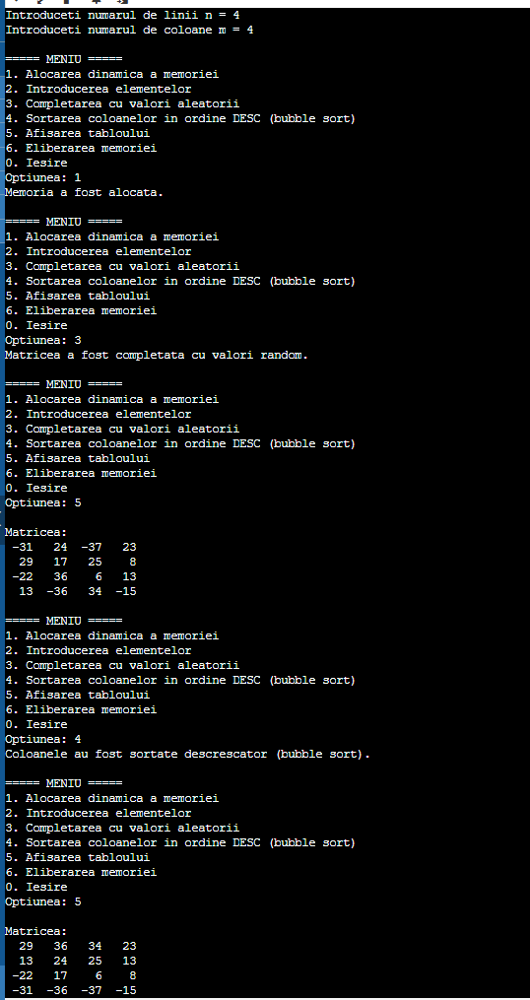 Introduceti numarul de linii n = 4
Introduceti numarul de coloane m = 4
===== MENIU =====
1. Alocarea dinamica a memoriei
2. Introducerea elementelor
3. Completarea cu valori aleatorii
4. Sortarea coloanelor in ordine DESC (bubble sort)
5. Afisarea tabloului
6. Eliberarea memoriei
0. Iesire
Optiunea: 1
Memoria a fost alocata.
===== MENIU =====
1. Alocarea dinamica a memoriei
2. Introducerea elementelor
3. Completarea cu valori aleatorii
4. Sortarea coloanelor in ordine DESC (bubble sort)
5. Afisarea tabloului
6. Eliberarea memoriei
0. Iesire
Optiunea: 3
Matricea a fost completata cu valori random.
===== MENIU =====
1. Alocarea dinamica a memoriei
2. Introducerea elementelor
3. Completarea cu valori aleatorii
4. Sortarea coloanelor in ordine DESC (bubble sort)
5. Afisarea tabloului
6. Eliberarea memoriei
0. Iesire
Optiunea: 5
Matricea:
-31 24 -37 23
29 17 25 8
-22 36 6 13
13 -36 34 -15
===== MENIU =====
1. Alocarea dinamica a memoriei
2. Introducerea elementelor
3. Completarea cu valori aleatorii
4. Sortarea coloanelor in ordine DESC (bubble sort)
5. Afisarea tabloului
6. Eliberarea memoriei
0. Iesire
Optiunea: 4
Coloanele au fost sortate descrescator (bubble sort).
===== MENIU =====
1. Alocarea dinamica a memoriei
2. Introducerea elementelor
3. Completarea cu valori aleatorii
4. Sortarea coloanelor in ordine DESC (bubble sort)
5. Afisarea tabloului
6. Eliberarea memoriei
0. Iesire
Optiunea: 5
Matricea:
29 36 34 23
13 24 25 13
-22 17 6 8
-31 -36 -37 -15